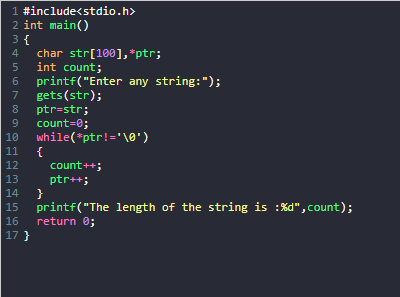 1 #include<stdio.h>
2 int main()
3 {
4 char str[100],*ptr;
5 int count;
6 printf("Enter any string:");
7 gets(str);
8 ptr=str;
9 count=0;
10 while(*ptr!='\0')
11 {
12 count++;
13 ptr++;
14 }
15 printf("The length of the string is :%d",count);
16 return 0;
17 }